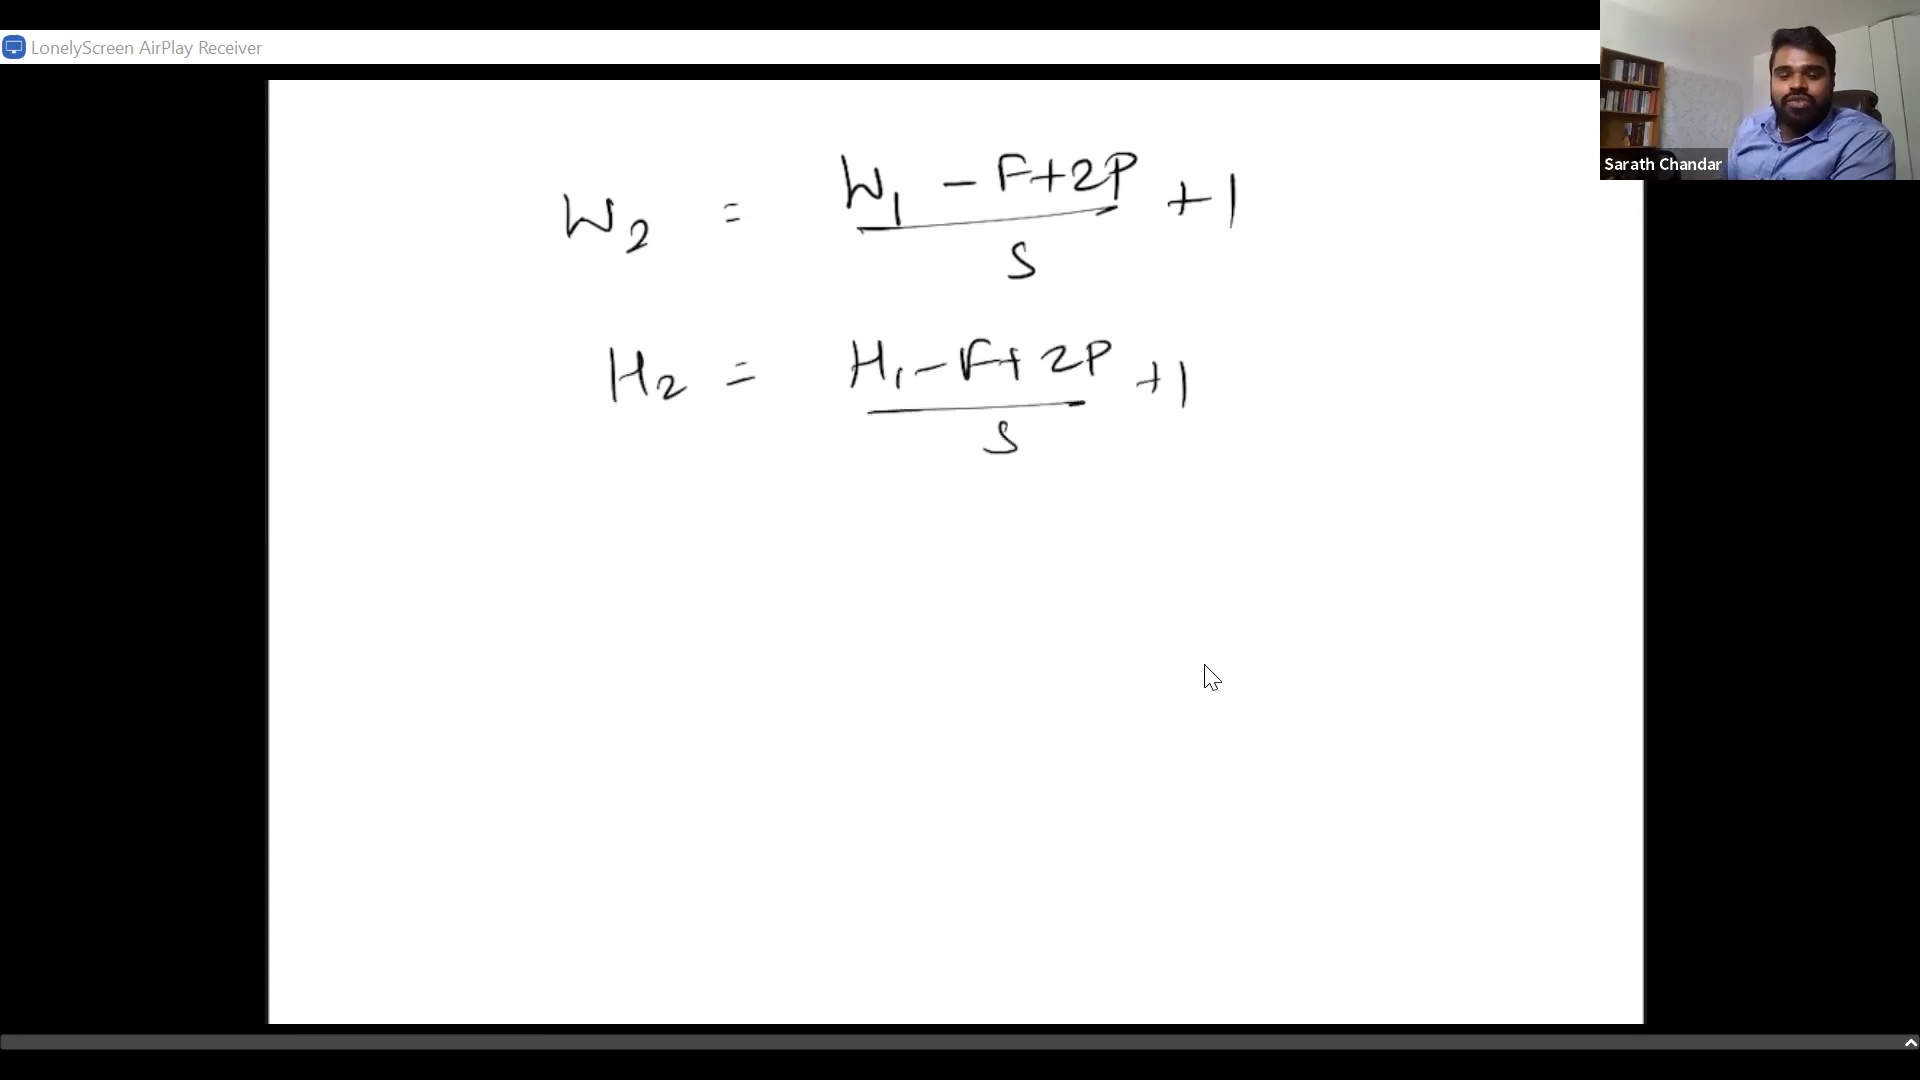 LonelyScreen AirPlay Receiver
Sarath Chandar
W₂ = (W₁ - F+2P)/S +1
H₂ = (H₁ - F+2P)/S +1